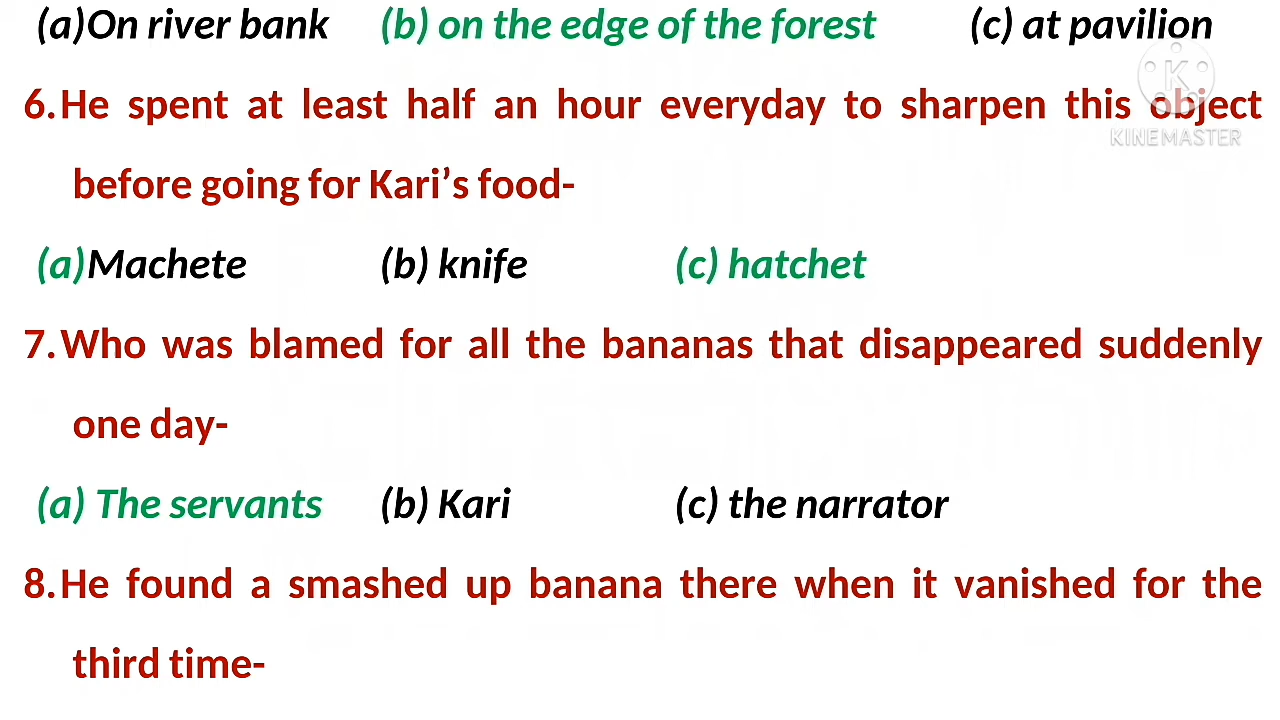 (a)On river bank (b) on the edge of the forest (c) at pavilion
6.He spent at least half an hour everyday to sharpen this object
before going for Kari’s food-
(a)Machete (b) knife (c) hatchet
7.Who was blamed for all the bananas that disappeared suddenly
one day-
(a) The servants (b) Kari (c) the narrator
8.He found a smashed up banana there when it vanished for the
third time-
K
KINEMASTER